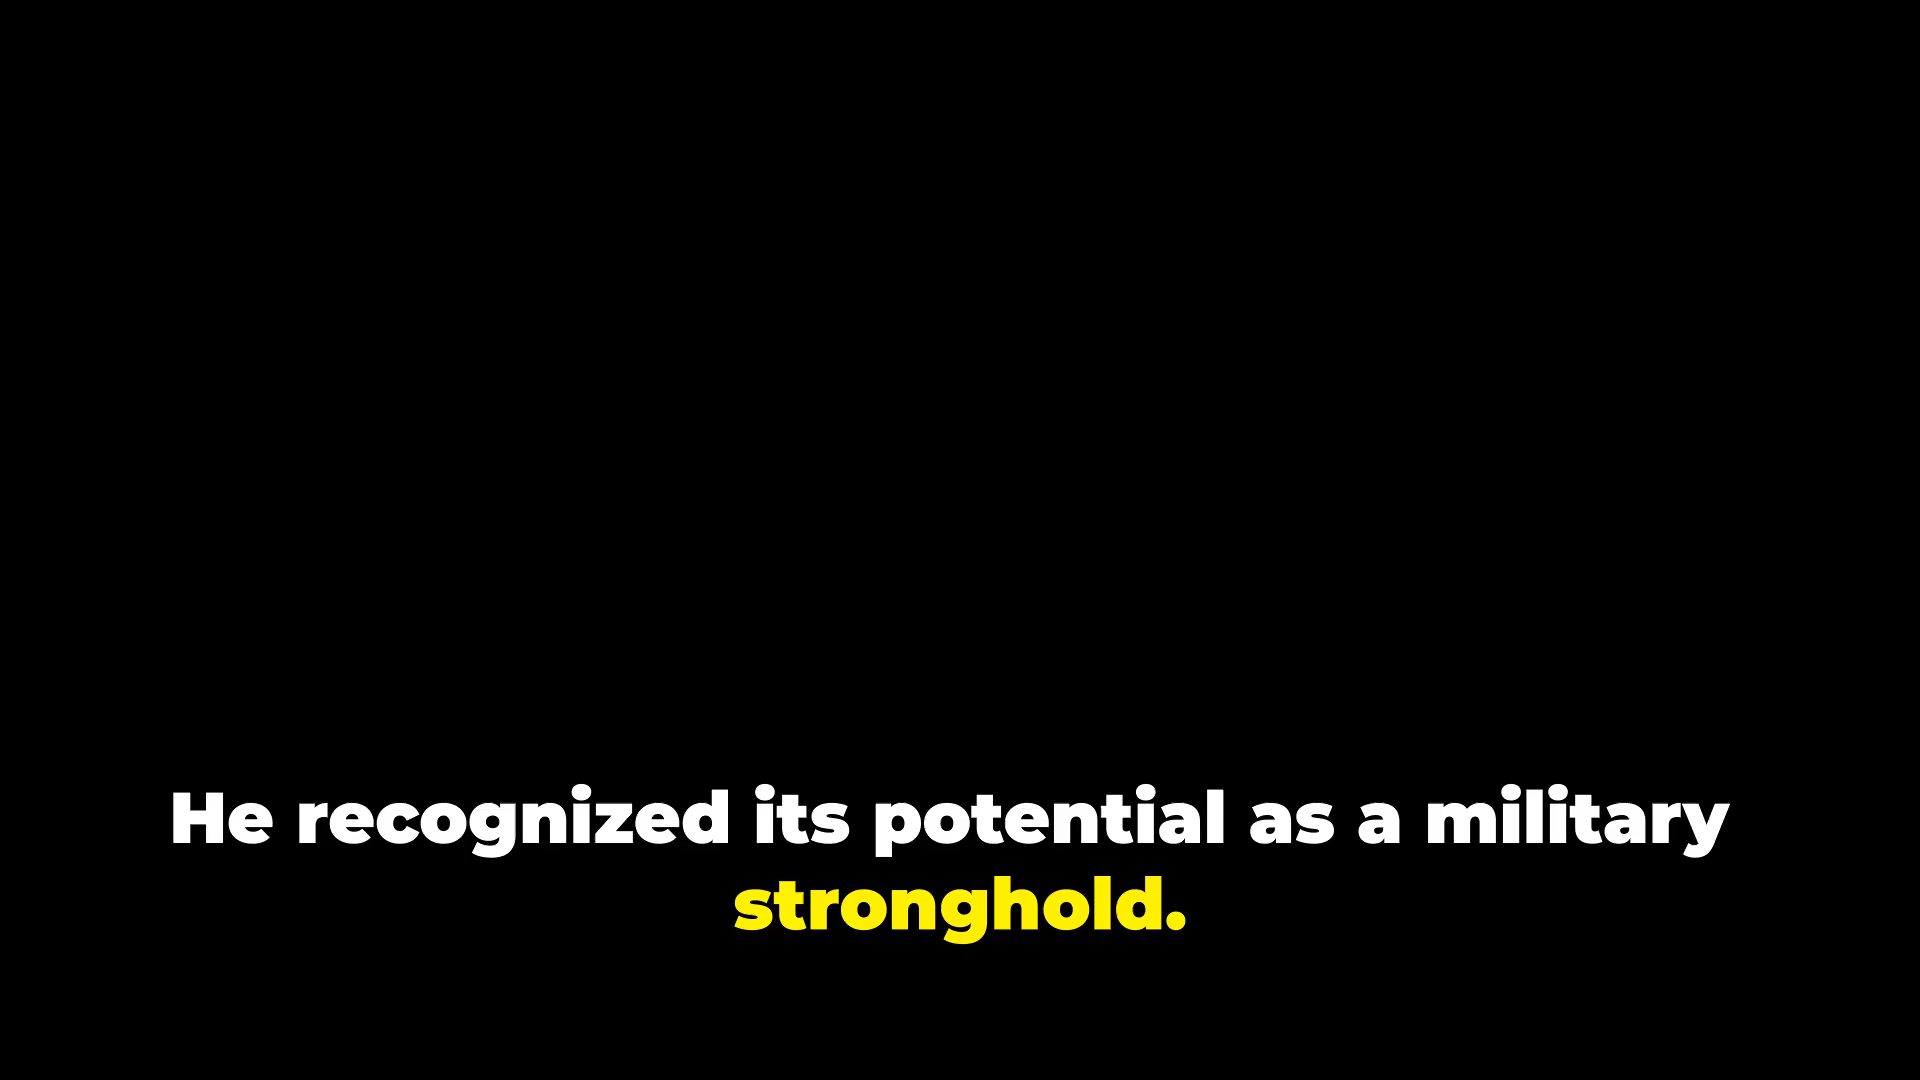 He recognized its potential as a military
stronghold.